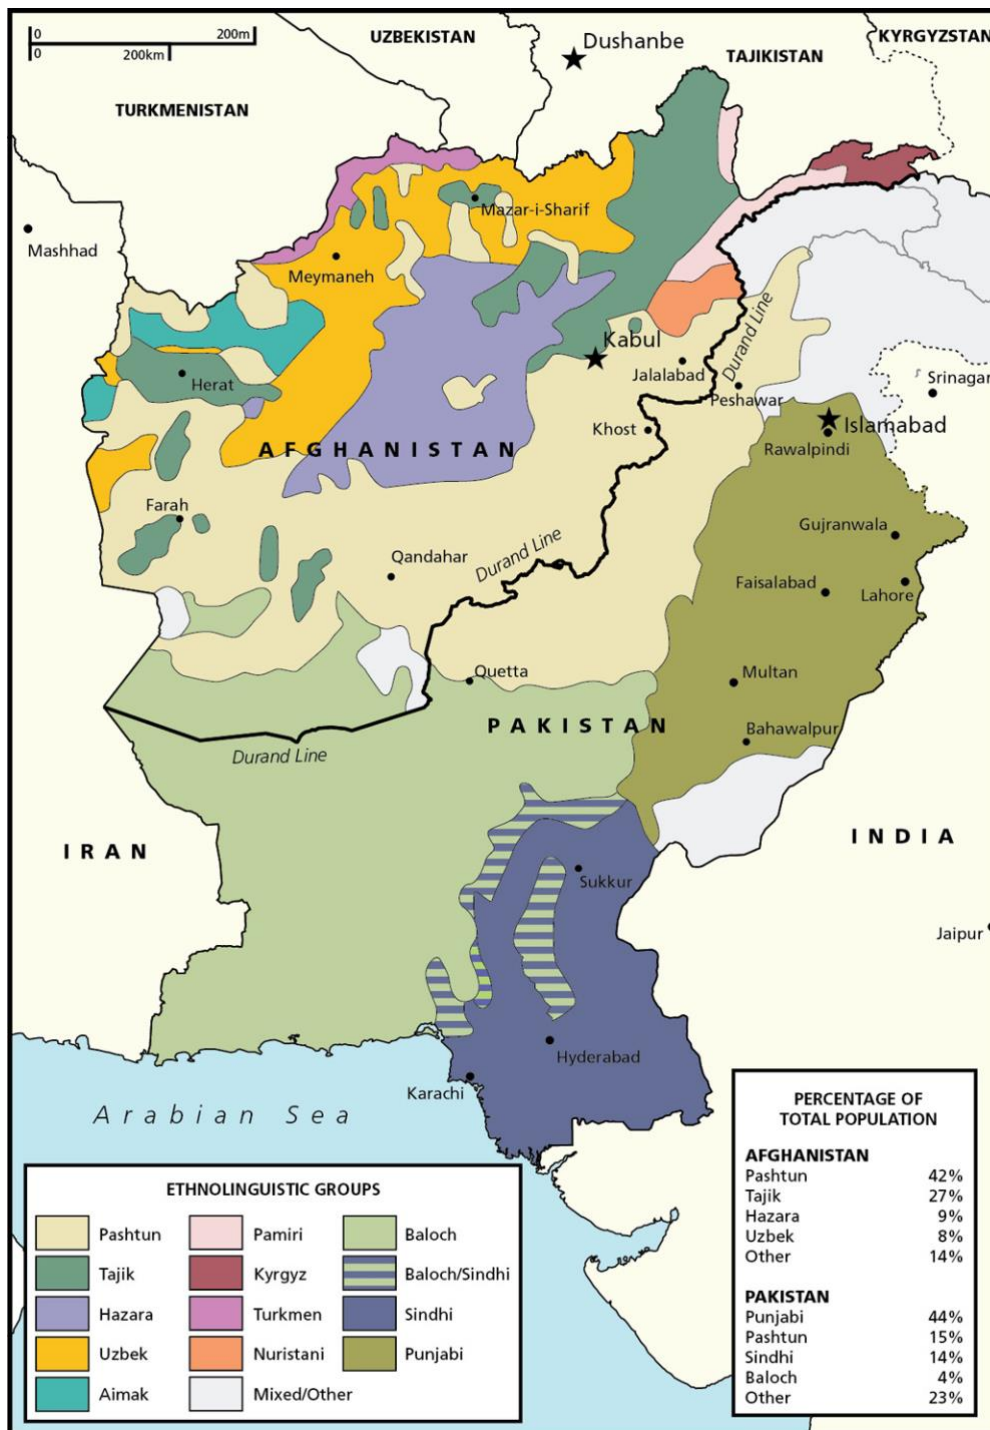 0 200m
0 200km
UZBEKISTAN
Dushanbe
KYRGYZSTAN
TAJIKISTAN
TURKMENISTAN
Mazar-i-Sharif
Mashhad
Meymaneh
Durand Line
Kabul
Herat
Jalalabad
Srinagar
Peshawar
Islamabad
Khost
AFGHANISTAN
Rawalpindi
Farah
Gujranwala
Durand Line
Qandahar
Faisalabad
Lahore
Quetta
Multan
PAKISTAN
Bahawalpur
Durand Line
IRAN
INDIA
Sukkur
Jaipur
Hyderabad
Karachi
Arabian Sea
ETHNOLINGUISTIC GROUPS
Pashtun Pamiri Baloch
Tajik Kyrgyz Baloch/Sindhi
Hazara Turkmen Sindhi
Uzbek Nuristani Punjabi
Aimak Mixed/Other
PERCENTAGE OF
TOTAL POPULATION
AFGHANISTAN
Pashtun 42%
Tajik 27%
Hazara 9%
Uzbek 8%
Other 14%
PAKISTAN
Punjabi 44%
Pashtun 15%
Sindhi 14%
Baloch 4%
Other 23%